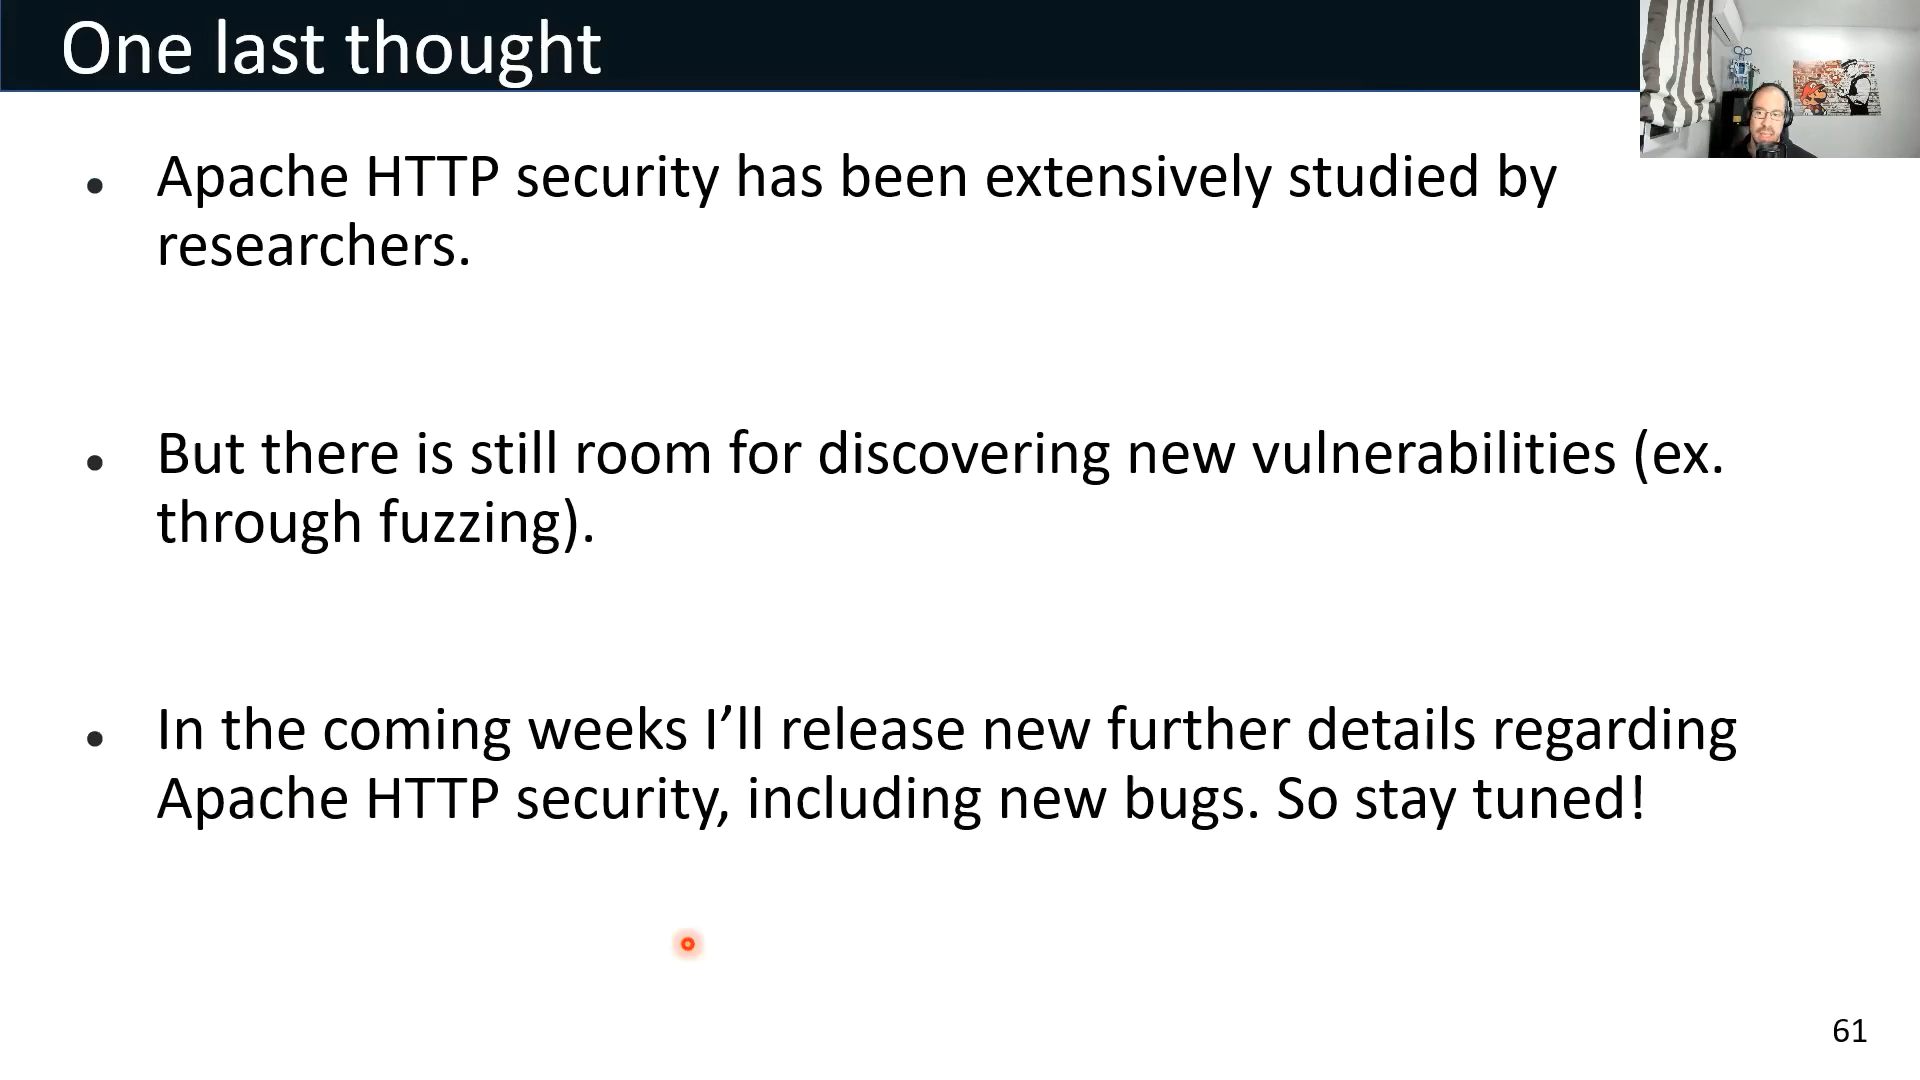 One last thought
• Apache HTTP security has been extensively studied by
researchers.
• But there is still room for discovering new vulnerabilities (ex.
through fuzzing).
• In the coming weeks I’ll release new further details regarding
Apache HTTP security, including new bugs. So stay tuned!
61